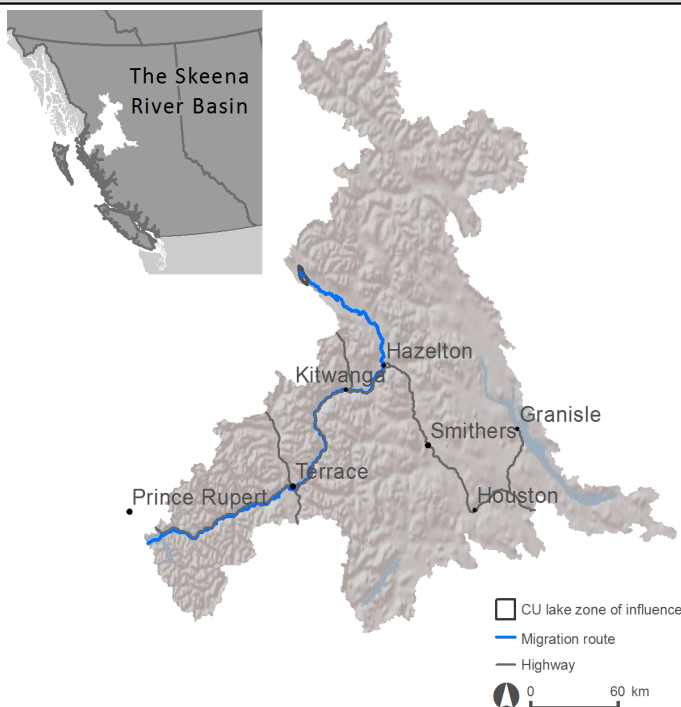 The Skeena
River Basin
Hazelton
Kitwanga
Granisle
Smithers
Terrace
Prince Rupert
Houston
CU lake zone of influence
Migration route
Highway
0 60 km